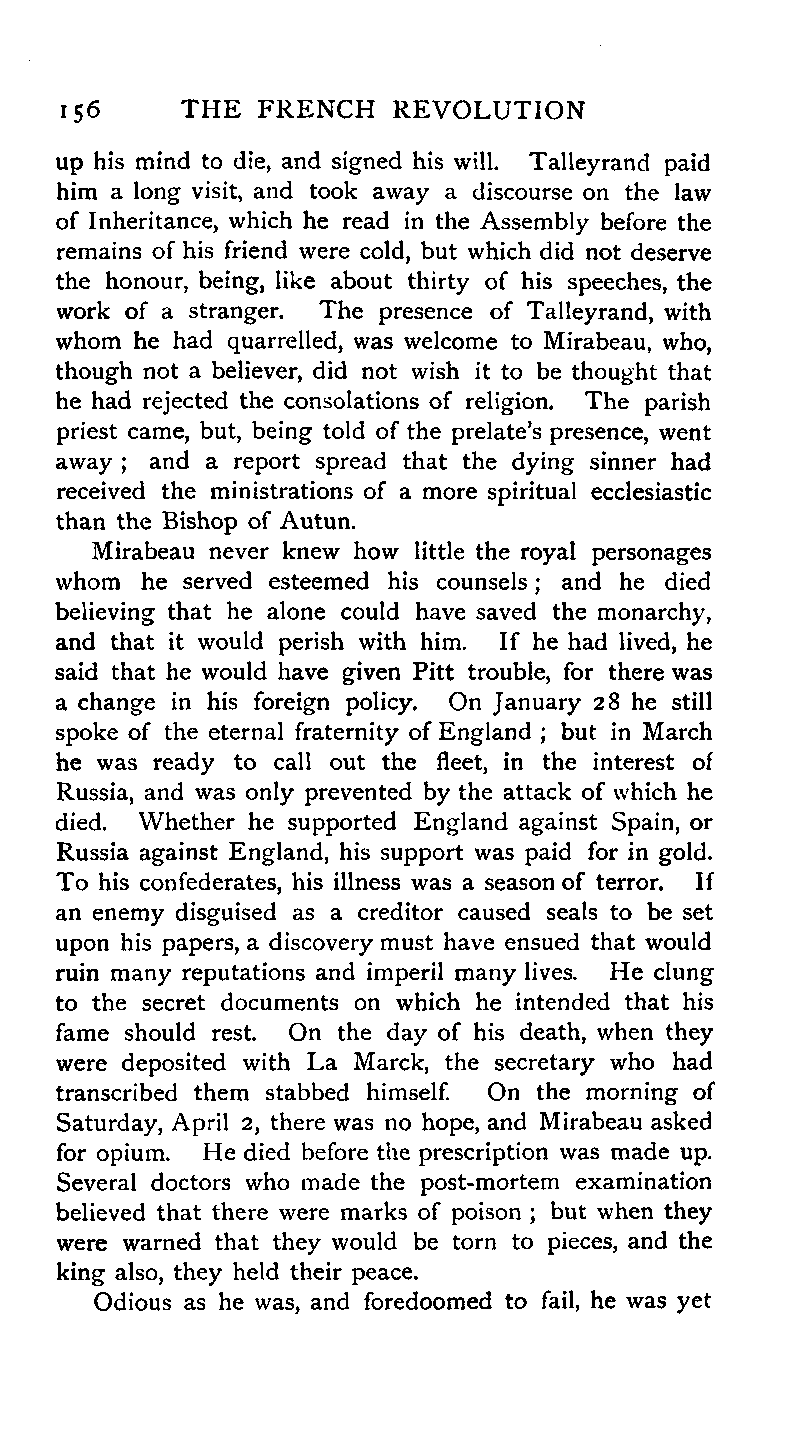 156 THE FRENCH REVOLUTION
up his mind to die, and signed his will. Talleyrand paid
him a long visit, and took away a discourse on the law
of Inheritance, which he read in the Assembly before the
remains of his friend were cold, but which did not deserve
the honour, being, like about thirty of his speeches, the
work of a stranger. The presence of Talleyrand, with
whom he had quarrelled, was welcome to Mirabeau, who,
though not a believer, did not wish it to be thought that
he had rejected the consolations of religion. The parish
priest came, but, being told of the prelate's presence, went
away ; and a report spread that the dying sinner had
received the ministrations of a more spiritual ecclesiastic
than the Bishop of Autun.
Mirabeau never knew how little the royal personages
whom he served esteemed his counsels ; and he died
believing that he alone could have saved the monarchy,
and that it would perish with him. If he had lived, he
said that he would have given Pitt trouble, for there was
a change in his foreign policy. On January 28 he still
spoke of the eternal fraternity of England ; but in March
he was ready to call out the fleet, in the interest of
Russia, and was only prevented by the attack of which he
died. Whether he supported England against Spain, or
Russia against England, his support was paid for in gold.
To his confederates, his illness was a season of terror. If
an enemy disguised as a creditor caused seals to be set
upon his papers, a discovery must have ensued that would
ruin many reputations and imperil many lives. He clung
to the secret documents on which he intended that his
fame should rest. On the day of his death, when they
were deposited with La Marck, the secretary who had
transcribed them stabbed himself. On the morning of
Saturday, April 2, there was no hope, and Mirabeau asked
for opium. He died before the prescription was made up.
Several doctors who made the post-mortem examination
believed that there were marks of poison ; but when they
were warned that they would be torn to pieces, and the
king also, they held their peace.
Odious as he was, and foredoomed to fail, he was yet